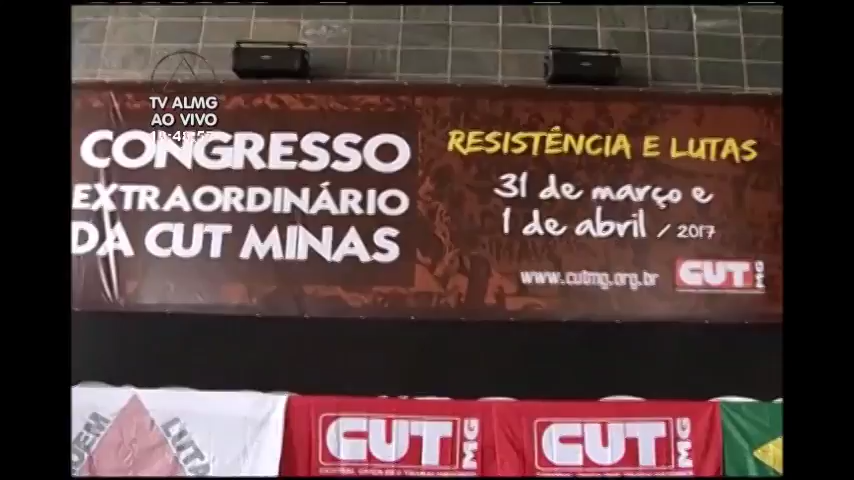 TV ALMG
AO VIVO
CONGRESSO
EXTRAORDINÁRIO
DA CUT MINAS
RESISTÊNCIA E LUTAS
31 de março e
1 de abril / 2017
www.cutmg.org.br
CUT MG
QUEM LUTA
CUT MG
CUT MG